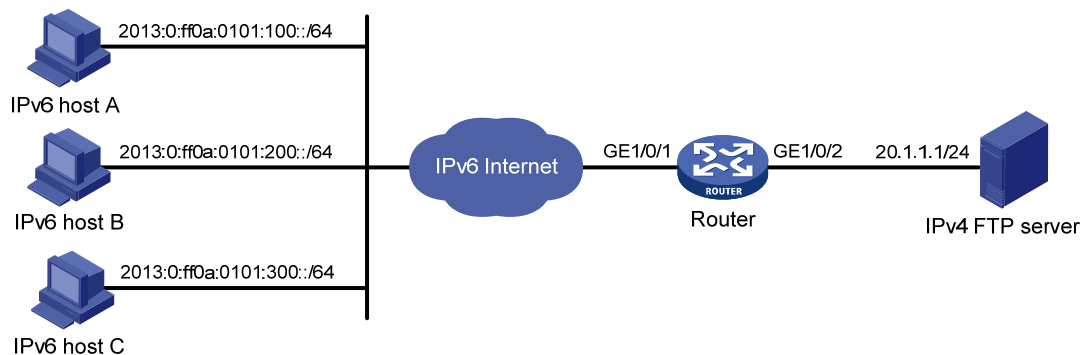 2013:0:ff0a:0101:100::/64
IPv6 host A
2013:0:ff0a:0101:200::/64
IPv6 host B
2013:0:ff0a:0101:300::/64
IPv6 host C
IPv6 Internet
GE1/0/1
ROUTER
Router
GE1/0/2
20.1.1.1/24
IPv4 FTP server